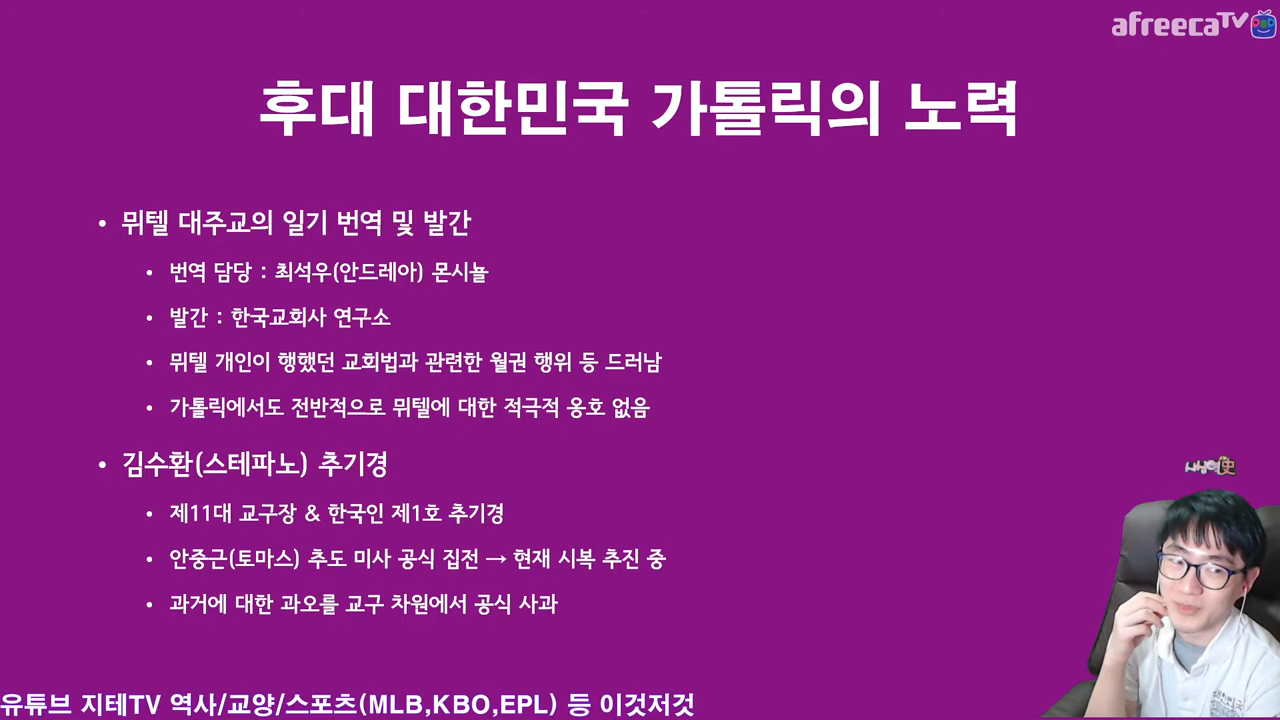 afreecaTV
후대 대한민국 가톨릭의 노력
• 뮈텔 대주교의 일기 번역 및 발간
• 번역 담당 : 최석우(안드레아) 몬시뇰
• 발간 : 한국교회사 연구소
• 뮈텔 개인이 행했던 교회법과 관련한 월권 행위 등 드러남
• 가톨릭에서도 전반적으로 뮈텔에 대한 적극적 옹호 없음
• 김수환(스테파노) 추기경
• 제11대 교구장 & 한국인 제1호 추기경
• 안중근(토마스) 추도 미사 공식 집전 → 현재 시복 추진 중
• 과거에 대한 과오를 교구 차원에서 공식 사과
유튜브 지테TV 역사/교양/스포츠(MLB,KBO,EPL) 등 이것저것